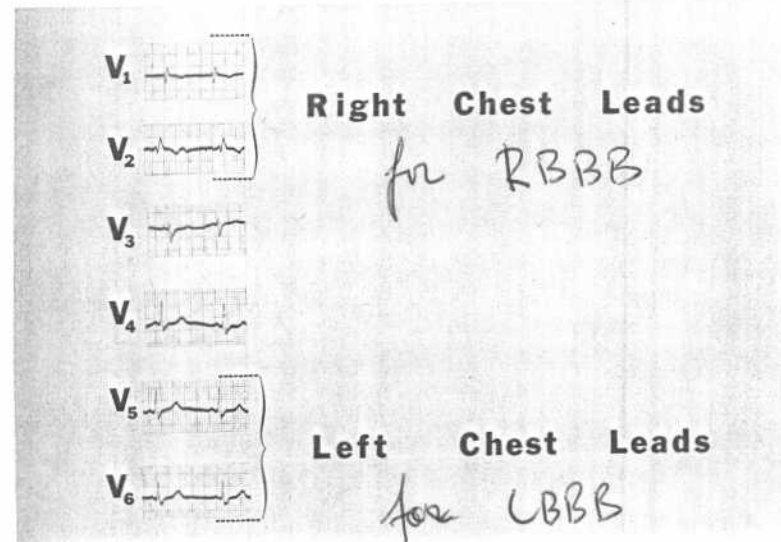 V₁
Right Chest Leads
V₂
for RBBB
V₃
V₄
V₅
Left Chest Leads
V₆
for LBBB